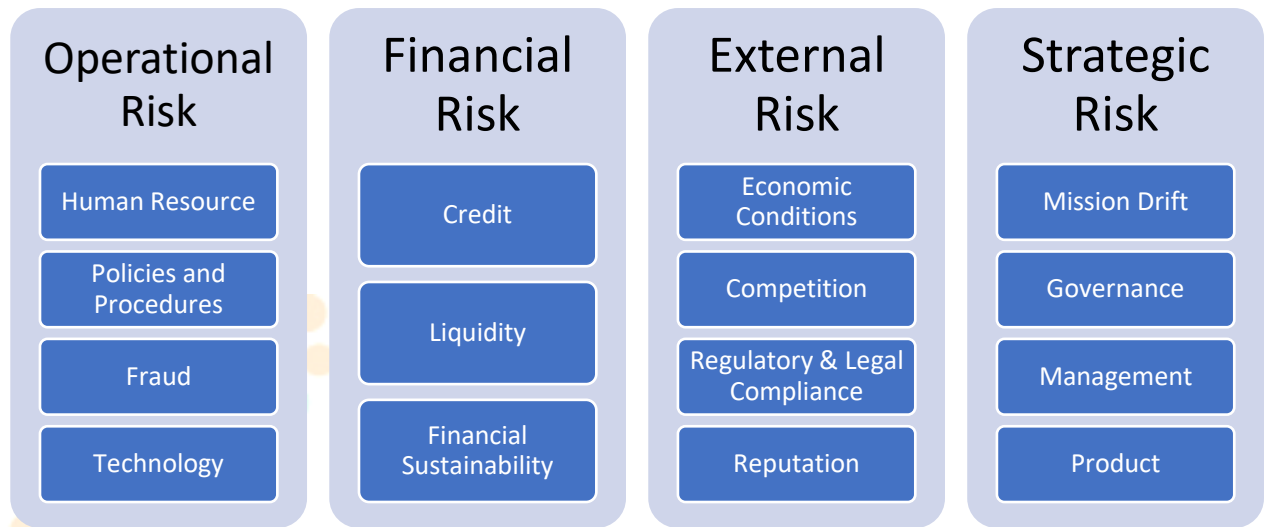 Operational
Risk
Human Resource
Policies and
Procedures
Fraud
Technology
Financial
Risk
Credit
Liquidity
Financial
Sustainability
External
Risk
Economic
Conditions
Competition
Regulatory & Legal
Compliance
Reputation
Strategic
Risk
Mission Drift
Governance
Management
Product